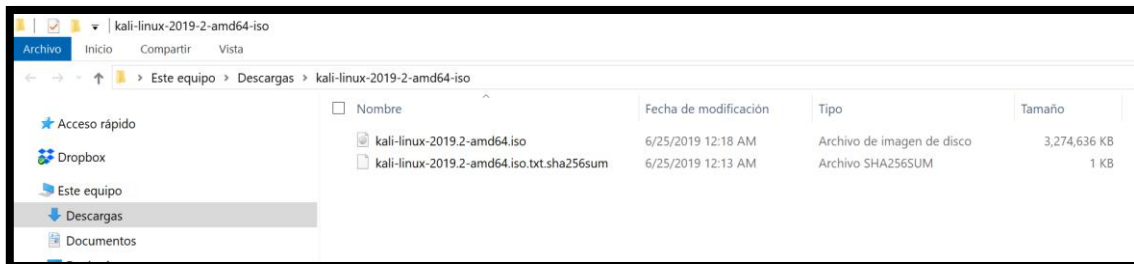 kali-linux-2019-2-amd64-iso
Archivo Inicio Compartir Vista
Este equipo > Descargas > kali-linux-2019-2-amd64-iso
Nombre Fecha de modificación Tipo Tamaño
Acceso rápido
kali-linux-2019.2-amd64.iso 6/25/2019 12:18 AM Archivo de imagen de disco 3,274,636 KB
Dropbox
kali-linux-2019.2-amd64.iso.txt.sha256sum 6/25/2019 12:13 AM Archivo SHA256SUM 1 KB
Este equipo
Descargas
Documentos